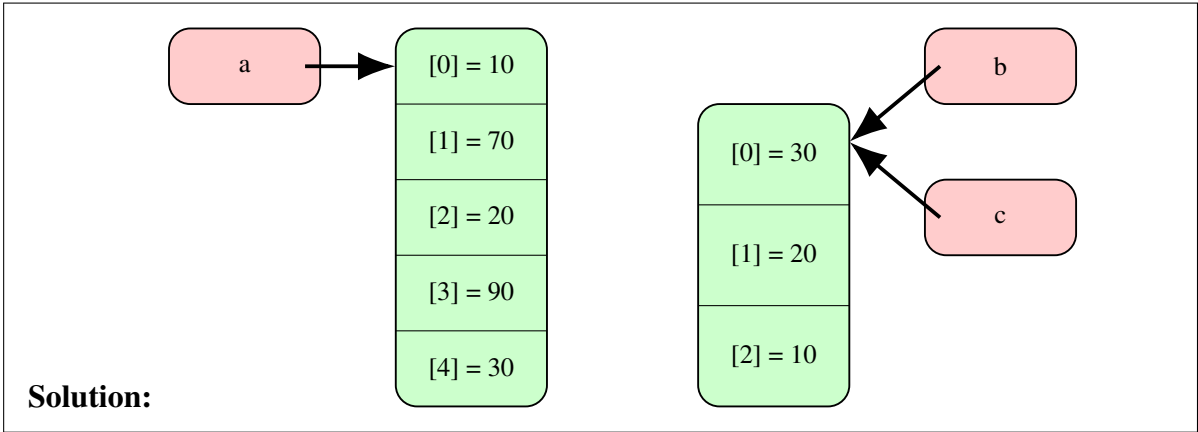 a
[0] = 10
[1] = 70
[2] = 20
[3] = 90
[4] = 30
[0] = 30
[1] = 20
[2] = 10
b
c
Solution: